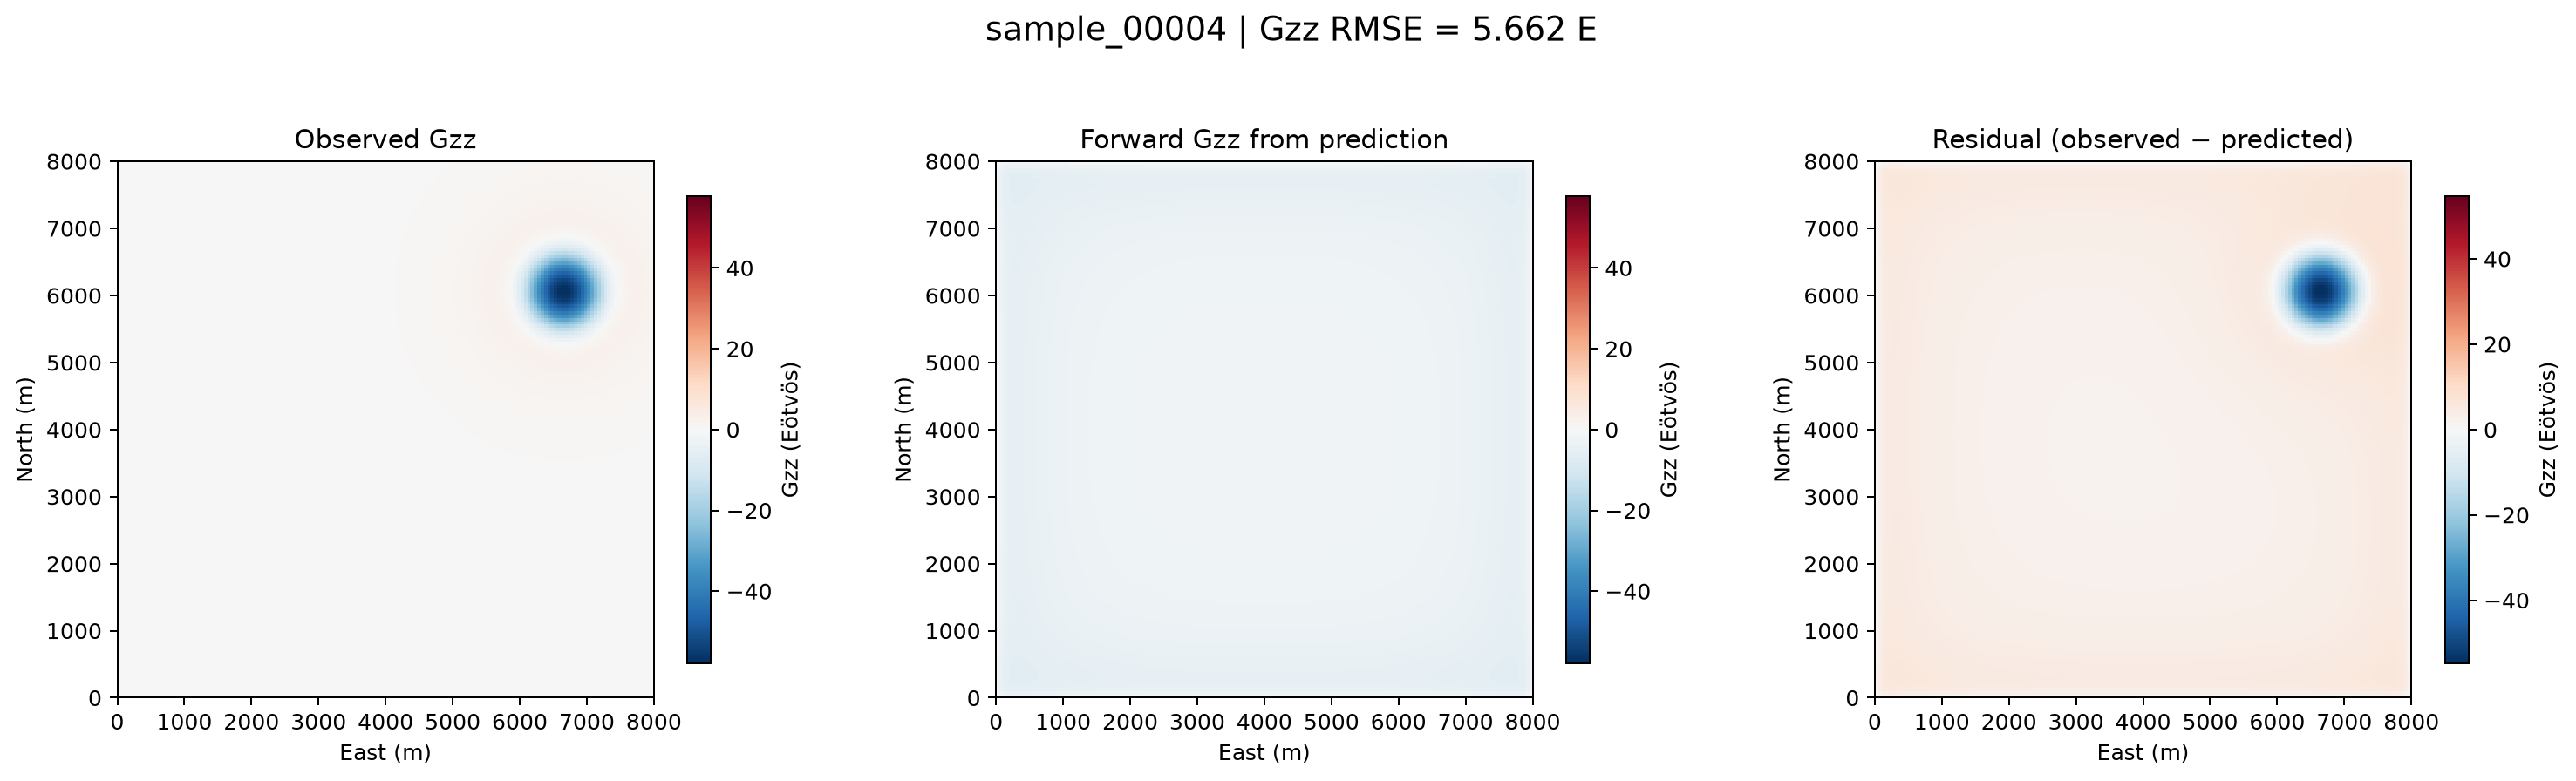 sample_00004 | Gzz RMSE = 5.662 E
Observed Gzz
8000
7000
6000
5000
4000
3000
2000
1000
0
North (m)
0 1000 2000 3000 4000 5000 6000 7000 8000
East (m)
40
20
0
−20
−40
Gzz (Eötvös)
Forward Gzz from prediction
8000
7000
6000
5000
4000
3000
2000
1000
0
North (m)
0 1000 2000 3000 4000 5000 6000 7000 8000
East (m)
40
20
0
−20
−40
Gzz (Eötvös)
Residual (observed − predicted)
8000
7000
6000
5000
4000
3000
2000
1000
0
North (m)
0 1000 2000 3000 4000 5000 6000 7000 8000
East (m)
40
20
0
−20
−40
Gzz (Eötvös)